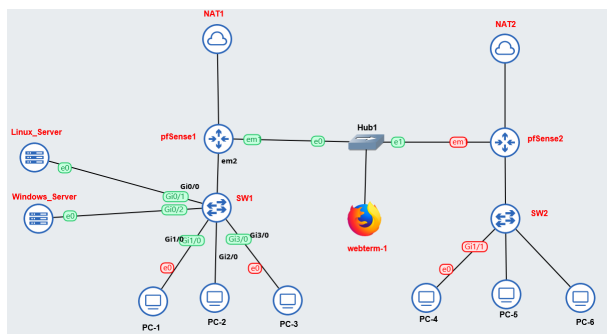 NAT1
NAT2
Linux_Server
pfSense1
em1
e0
Hub1
e1
em
pfSense2
em2
e0
Gi0/0
Gi0/1
Windows_Server
SW1
e0
Gi0/2
SW2
Gi1/0
Gi1/0
Gi3/0
Gi3/0
webterm-1
Gi1/1
Gi2/0
e0
e0
e0
PC-1
PC-2
PC-3
PC-4
PC-5
PC-6